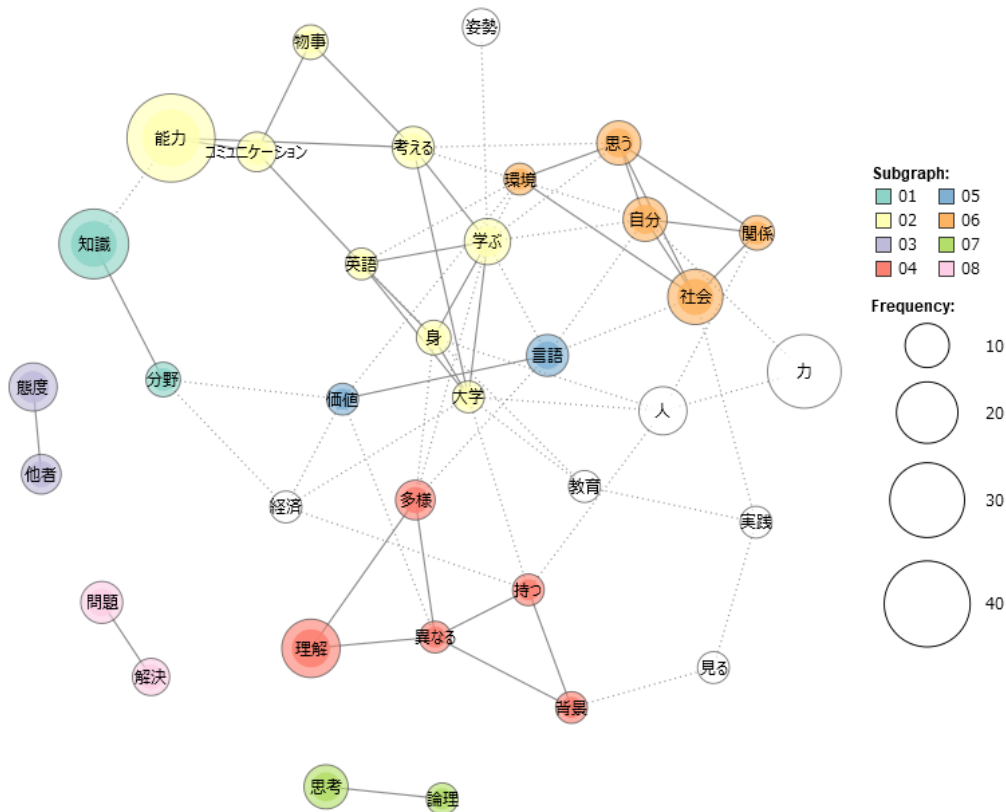 姿勢
物事
能力
コミュニケーション
考える
思う
環境
自分
関係
知識
学ぶ
英語
社会
身
言語
分野
価値
大学
人
力
態度
他者
経済
多様
教育
実践
問題
解決
持つ
理解
異なる
見る
背景
思考
論理
Subgraph:
01 05
02 06
03 07
04 08
Frequency:
10
20
30
40